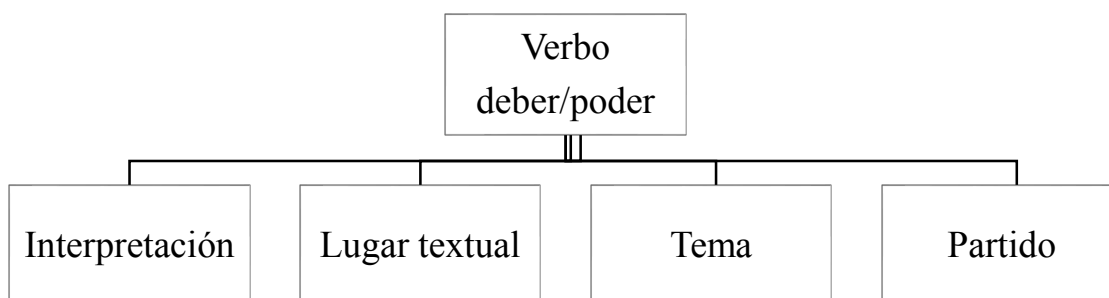 Verbo
deber/poder
Interpretación
Lugar textual
Tema
Partido